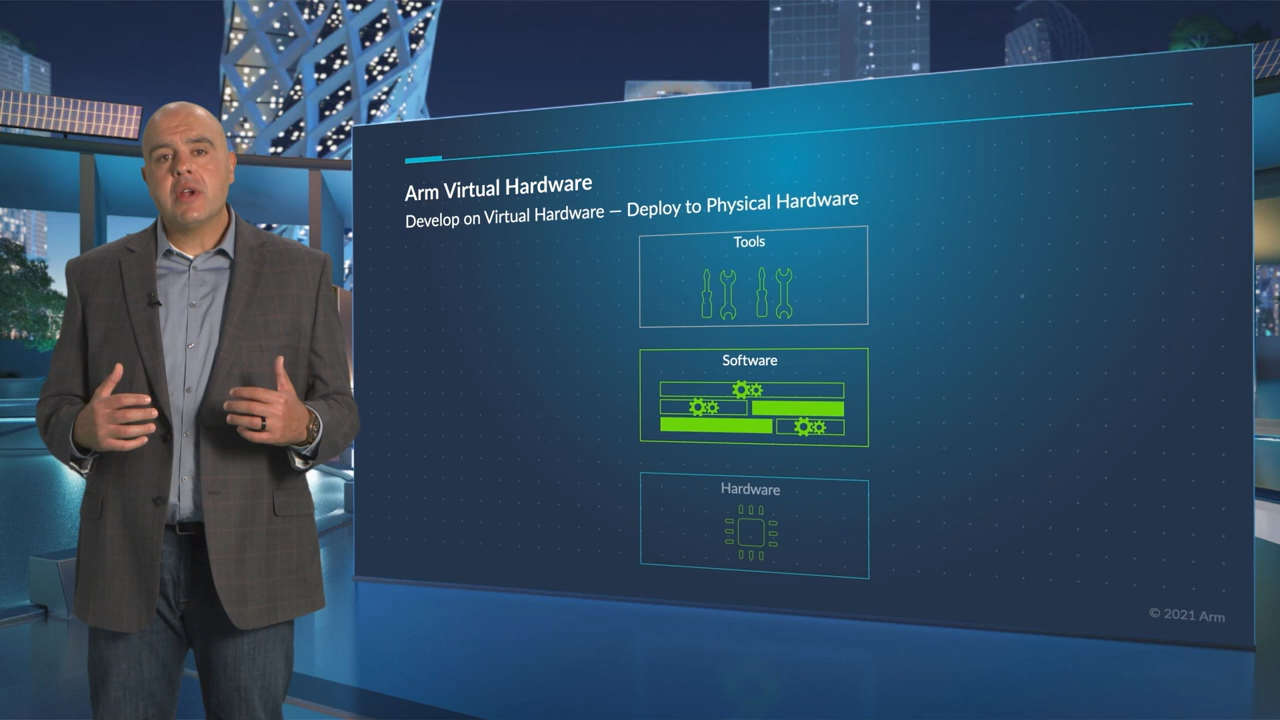 Arm Virtual Hardware
Develop on Virtual Hardware — Deploy to Physical Hardware
Tools
Software
Hardware
© 2021 Arm